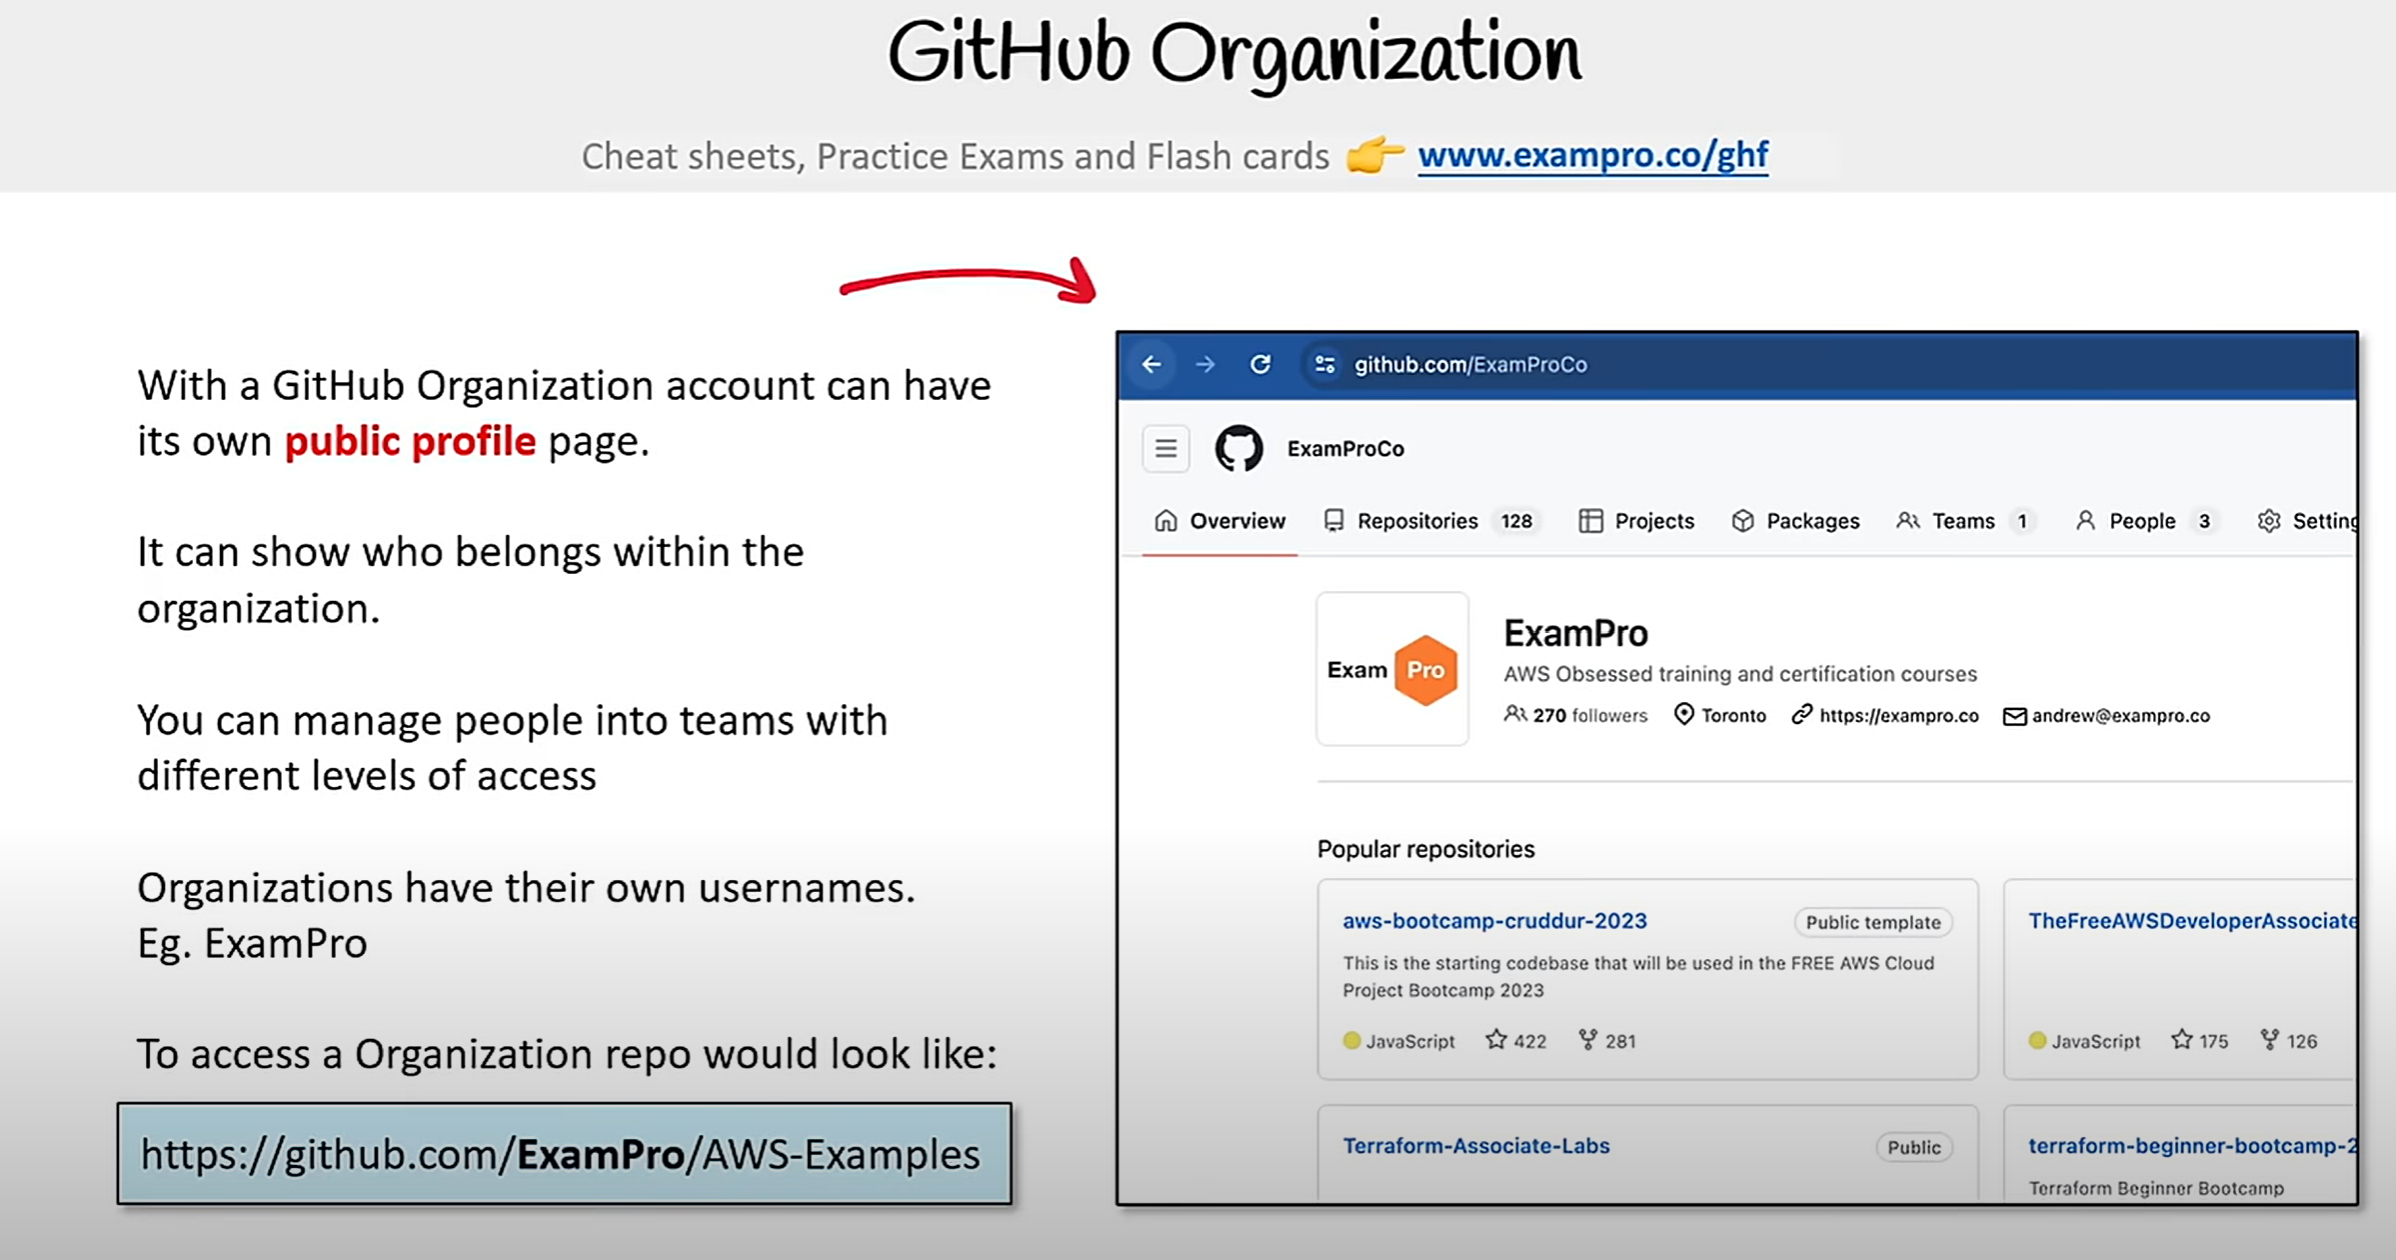 GitHub Organization
Cheat sheets, Practice Exams and Flash cards 👉 www.exampro.co/ghf
With a GitHub Organization account can have
its own public profile page.
It can show who belongs within the
organization.
You can manage people into teams with
different levels of access
Organizations have their own usernames.
Eg. ExamPro
To access a Organization repo would look like:
https://github.com/ExamPro/AWS-Examples
github.com/ExamProCo
ExamProCo
Overview Repositories 128 Projects Packages Teams 1 People 3 Setting
Exam Pro
ExamPro
AWS Obsessed training and certification courses
270 followers Toronto https://exampro.co andrew@exampro.co
Popular repositories
aws-bootcamp-cruddur-2023 Public template
This is the starting codebase that will be used in the FREE AWS Cloud
Project Bootcamp 2023
JavaScript 422 281
TheFreeAWSDeveloperAssociate
JavaScript 175 126
Terraform-Associate-Labs Public
terraform-beginner-bootcamp-2
Terraform Beginner Bootcamp